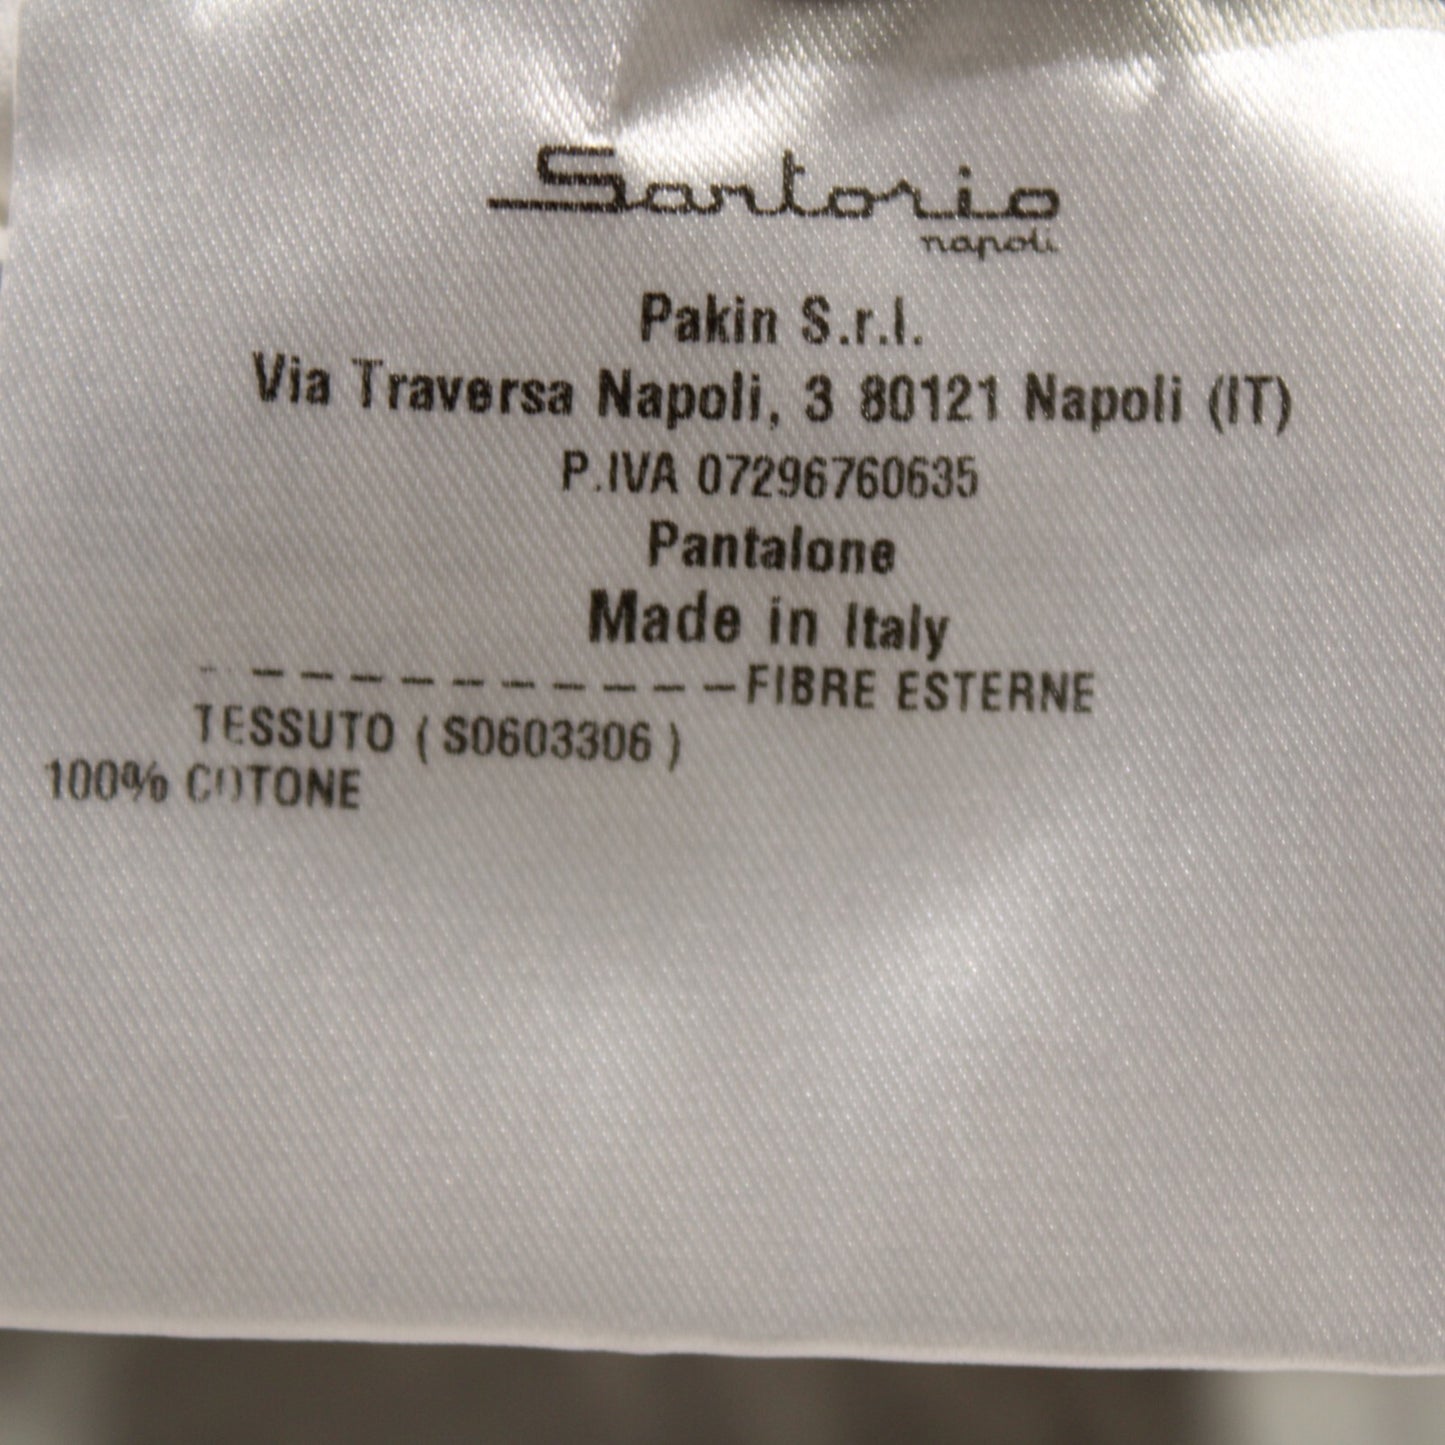 Sartorio
napoli
Pakin S.r.l.
Via Traversa Napoli, 3 80121 Napoli (IT)
P.IVA 07296760635
Pantalone
Made in Italy
- - - - - - - - - - - FIBRE ESTERNE
TESSUTO ( S0603306 )
100% COTONE